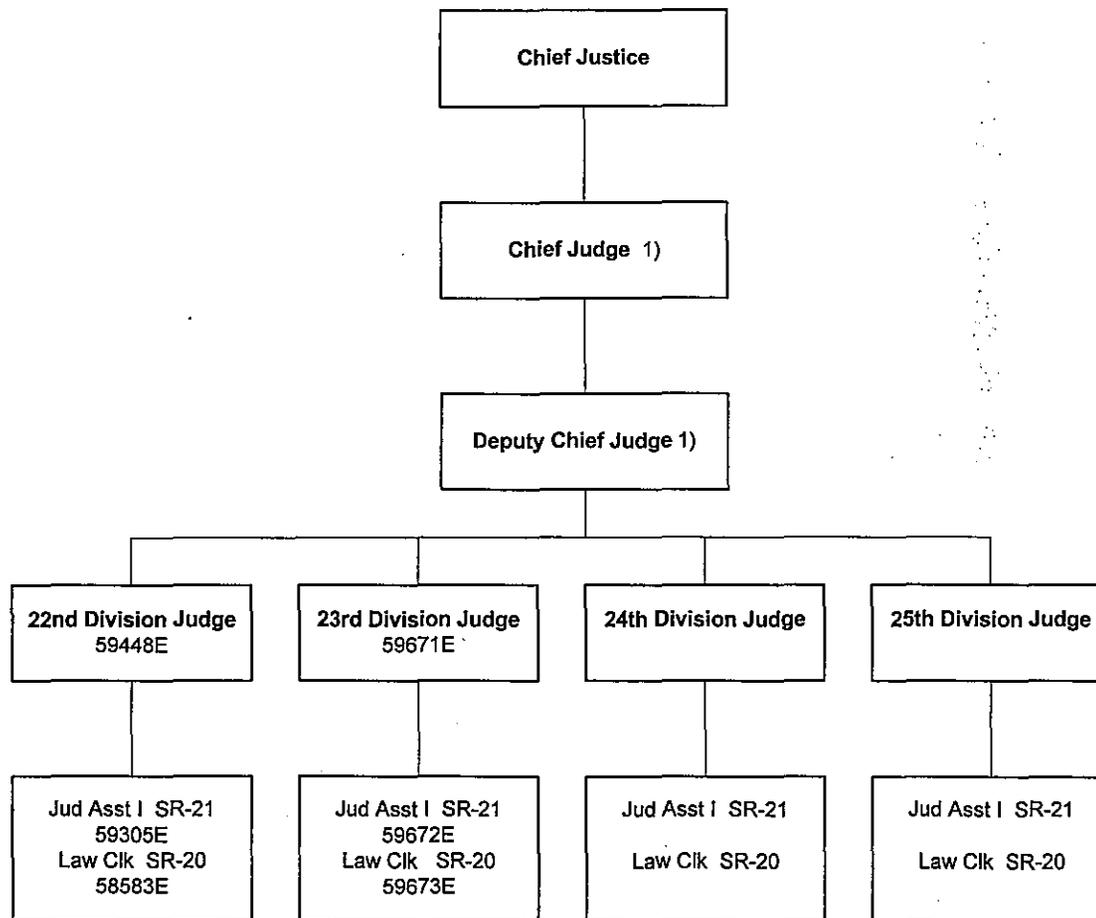 Chief Justice
Chief Judge 1)
Deputy Chief Judge 1)
22nd Division Judge
59448E
23rd Division Judge
59671E
24th Division Judge
25th Division Judge
Jud Asst I SR-21
59305E
Law Clk SR-20
58583E
Jud Asst I SR-21
59672E
Law Clk SR-20
59673E
Jud Asst I SR-21
Law Clk SR-20
Jud Asst I SR-21
Law Clk SR-20